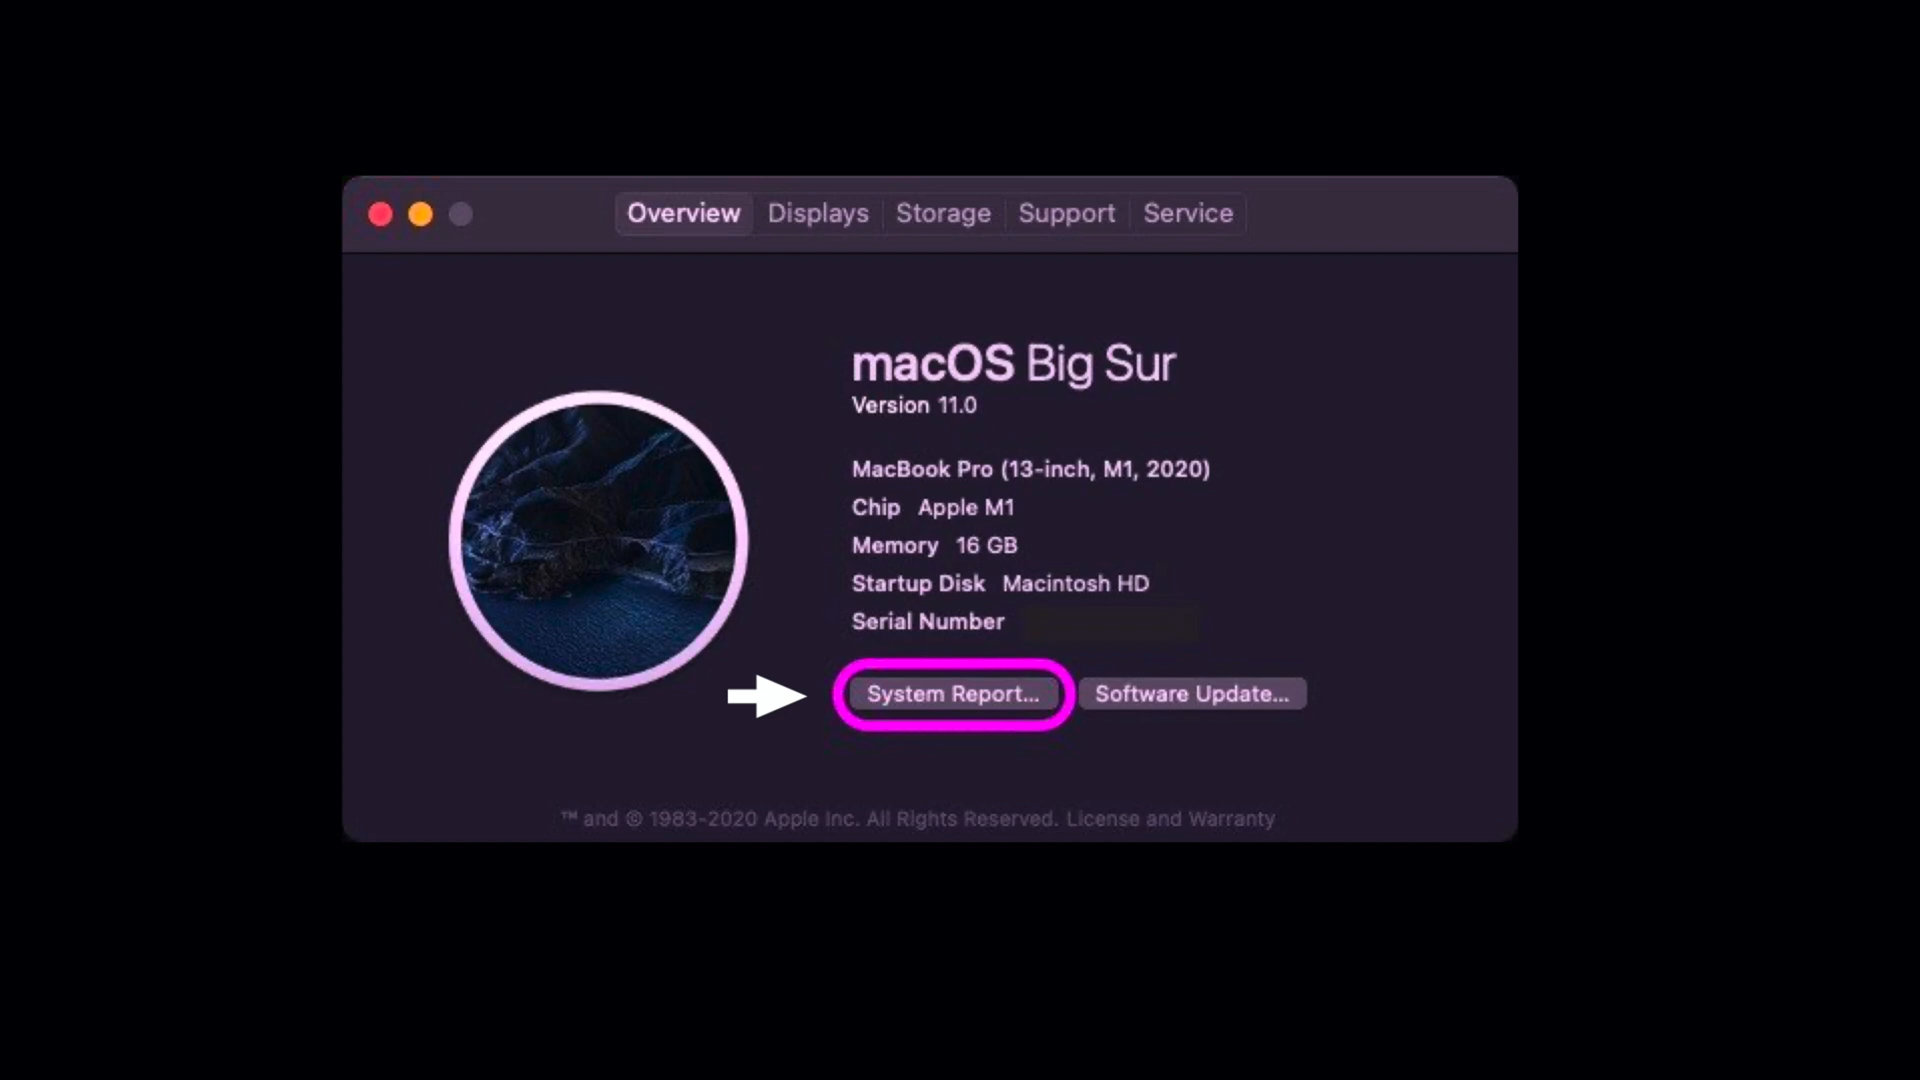 Overview Displays Storage Support Service
macOS Big Sur
Version 11.0
MacBook Pro (13-inch, M1, 2020)
Chip Apple M1
Memory 16 GB
Startup Disk Macintosh HD
Serial Number
System Report... Software Update...
™ and © 1983-2020 Apple Inc. All Rights Reserved. License and Warranty